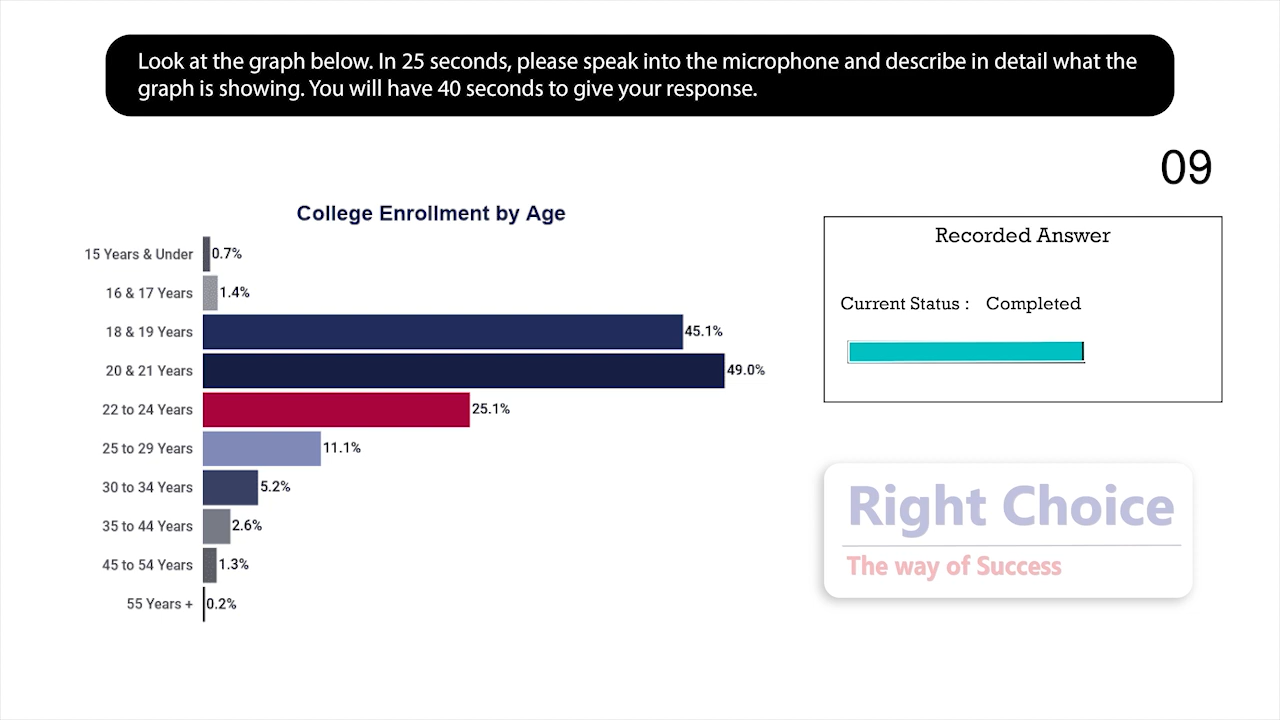 Look at the graph below. In 25 seconds, please speak into the microphone and describe in detail what the
graph is showing. You will have 40 seconds to give your response.
09
College Enrollment by Age
15 Years & Under 0.7%
16 & 17 Years 1.4%
18 & 19 Years 45.1%
20 & 21 Years 49.0%
22 to 24 Years 25.1%
25 to 29 Years 11.1%
30 to 34 Years 5.2%
35 to 44 Years 2.6%
45 to 54 Years 1.3%
55 Years + 0.2%
Recorded Answer
Current Status : Completed
Right Choice
The way of Success